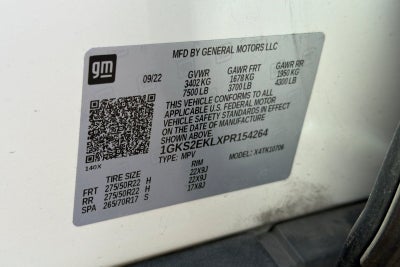 MFD BY GENERAL MOTORS LLC
gm
09/22 GVWR GAWR FRT GAWR RR
3402 KG 1678 KG 1950 KG
7500 LB 3700 LB 4300 LB
THIS VEHICLE CONFORMS TO ALL
APPLICABLE U.S. FEDERAL MOTOR
VEHICLE SAFETY STANDARDS IN EFFECT
ON THE DATE OF MANUFACTURE
SHOWN ABOVE.
1GKS2EKLXPR154264
140X TYPE: MPV MODEL: X4TK10706
TIRE SIZE RIM
FRT 275/50R22 H 22X9J
RR 275/50R22 H 22X9J
SPA 265/70R17 S 17X8J